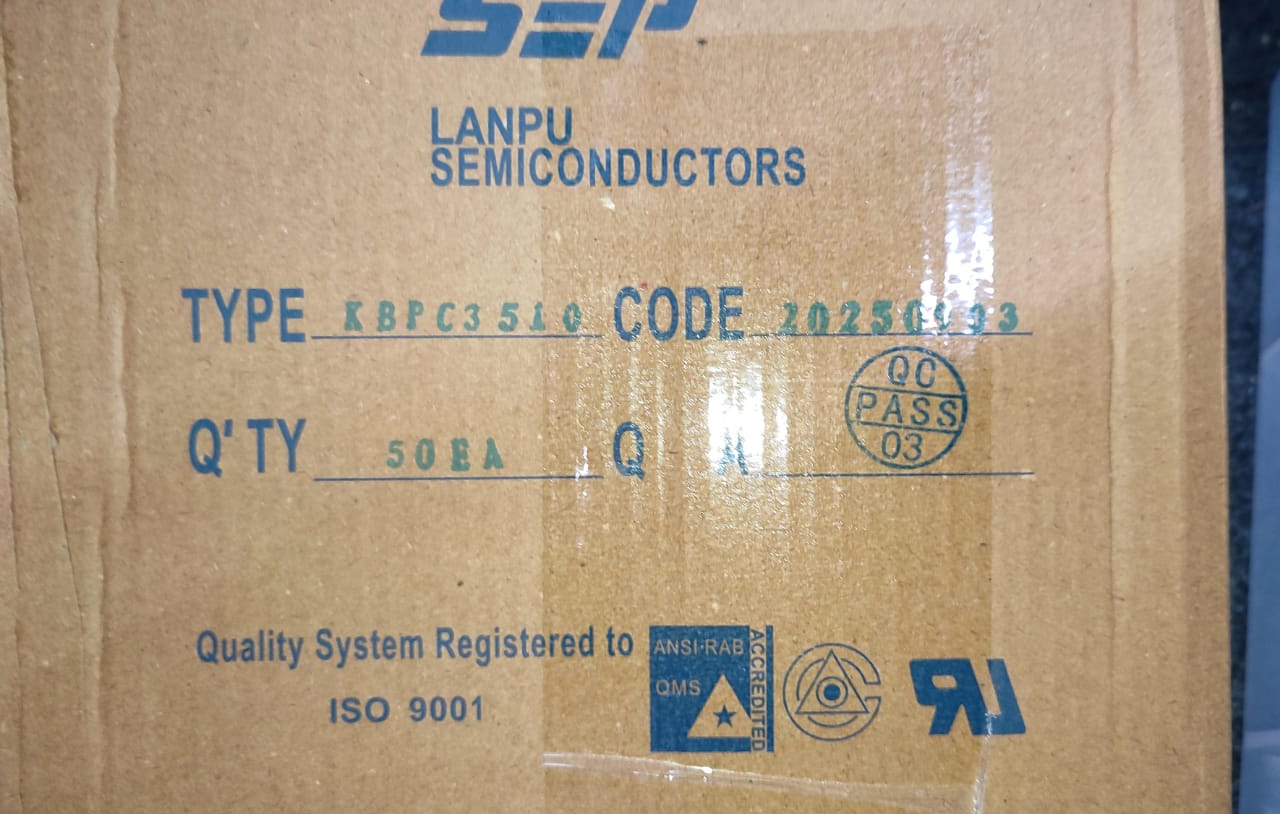 SEP
LANPU
SEMICONDUCTORS
TYPE KBPC3510 CODE
Q'TY 50EA
QC
PASS
03
Quality System Registered to
ISO 9001
ANSI·RAB
QMS
ACCREDITED